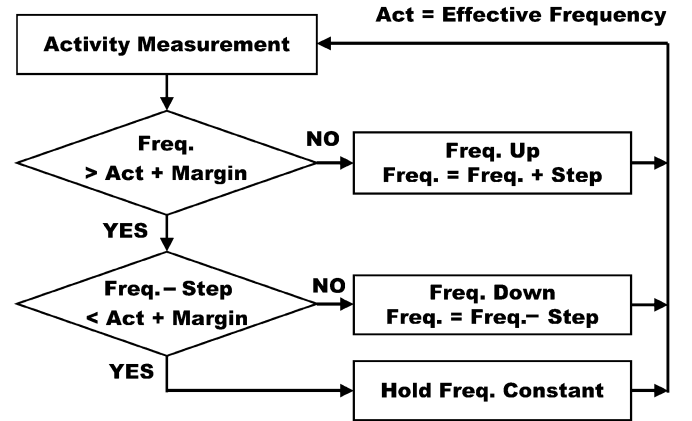 Act = Effective Frequency
Activity Measurement
Freq.
> Act + Margin
NO
Freq. Up
Freq. = Freq. + Step
YES
Freq.– Step
< Act + Margin
NO
Freq. Down
Freq. = Freq.– Step
YES
Hold Freq. Constant